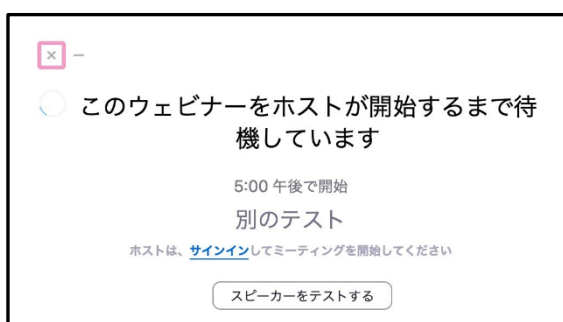 このウェビナーをホストが開始するまで待
機しています
5:00 午後で開始
別のテスト
ホストは、サインインしてミーティングを開始してください
スピーカーをテストする